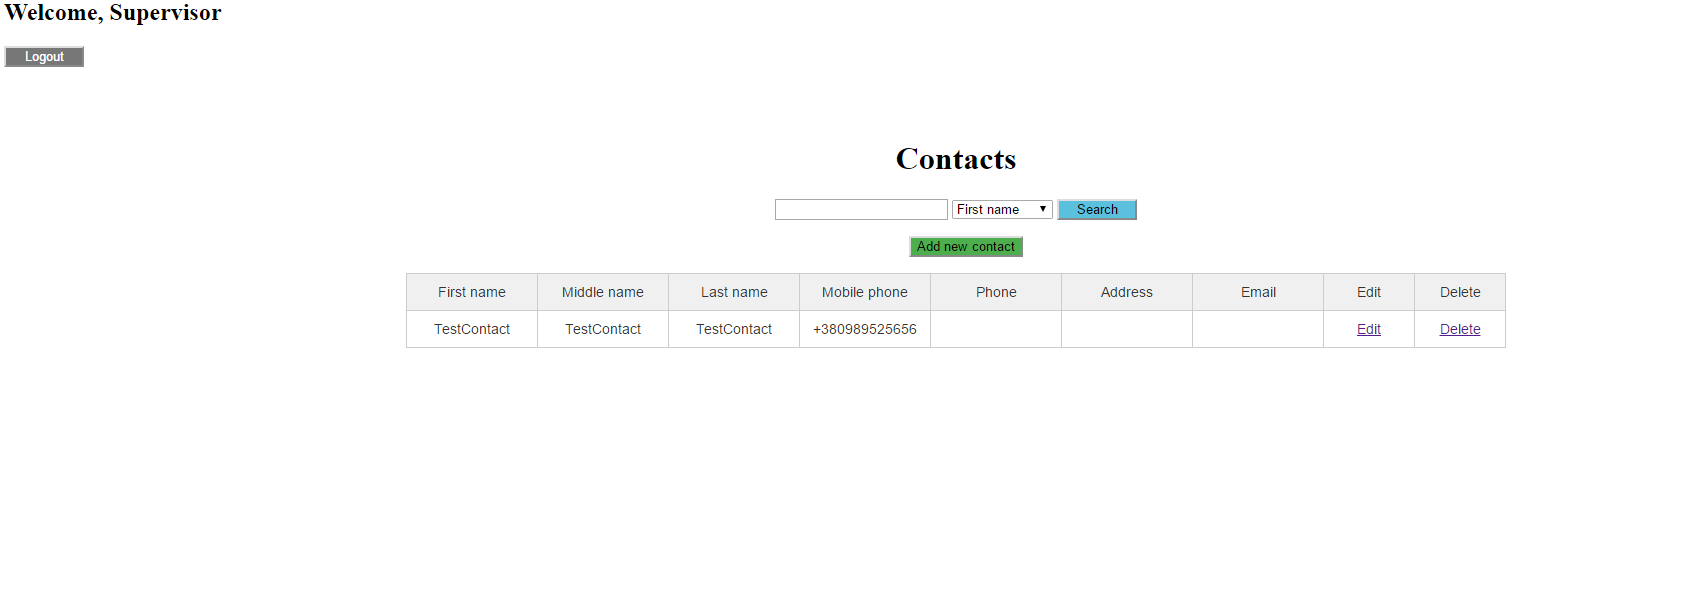 Welcome, Supervisor
Logout
Contacts
First name Search
Add new contact
First name Middle name Last name Mobile phone Phone Address Email Edit Delete
TestContact TestContact TestContact +380989525656 Edit Delete